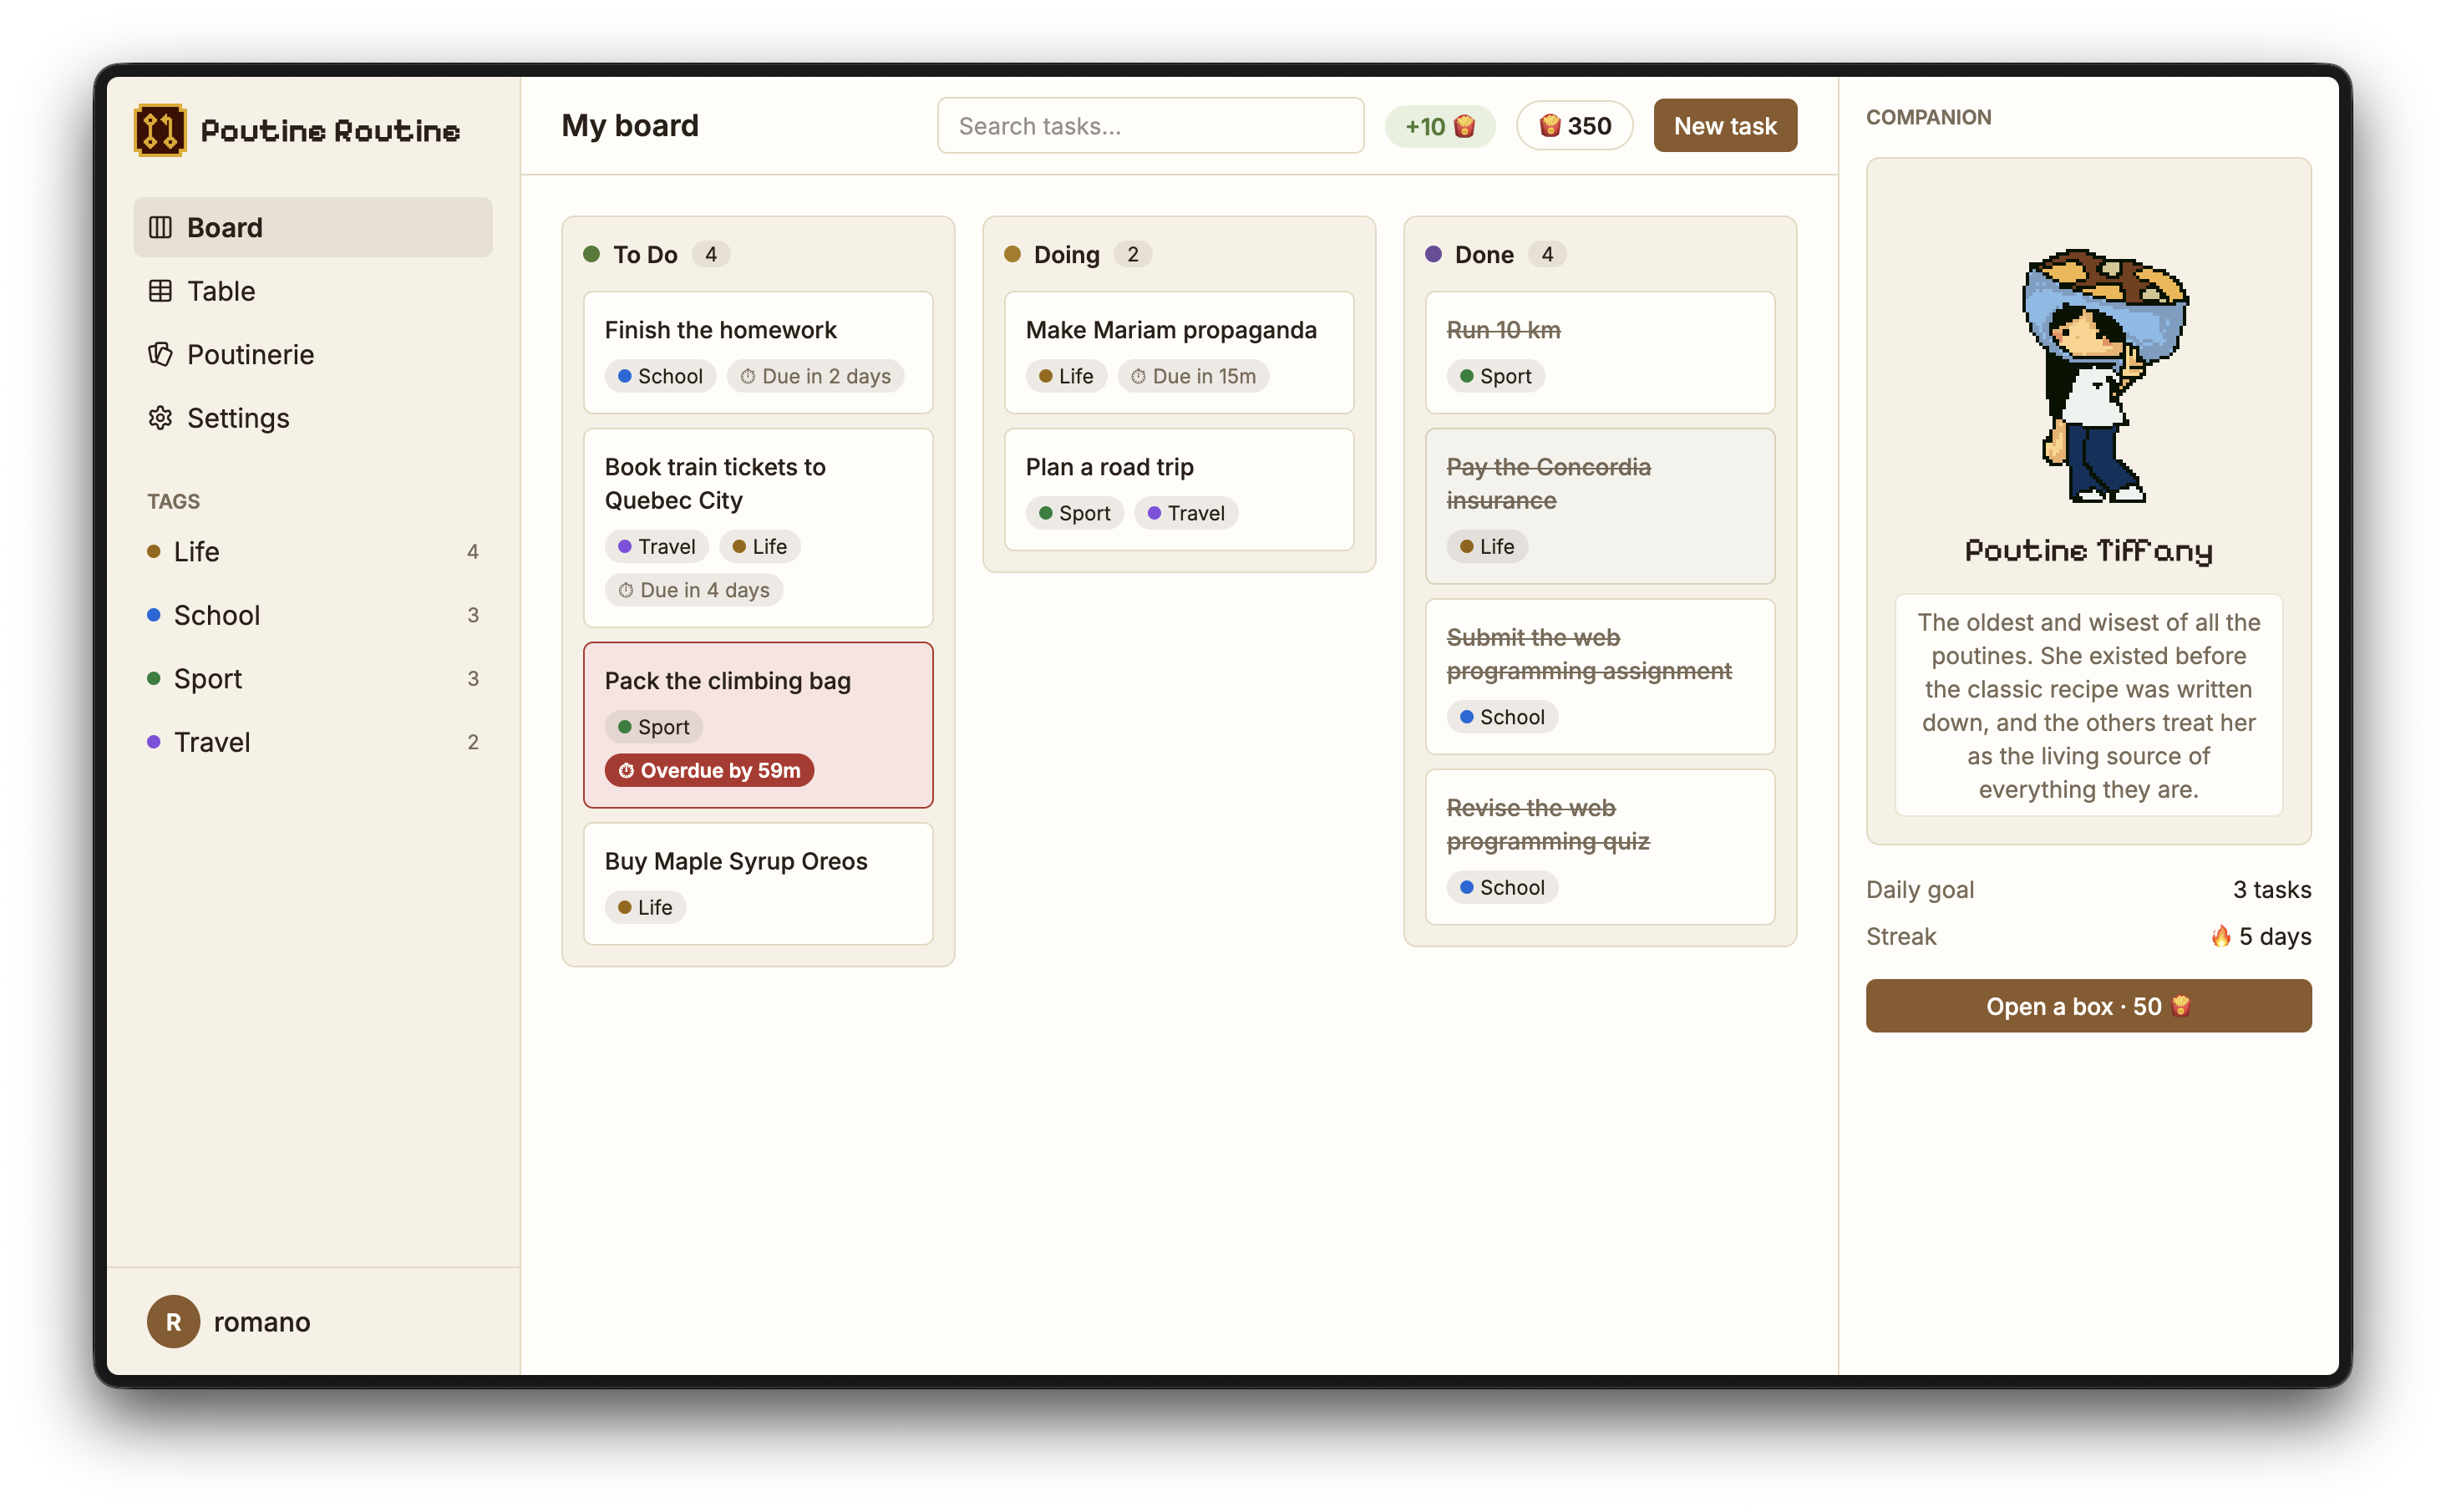 Poutine Routine
Board
Table
Poutinerie
Settings
TAGS
Life 4
School 3
Sport 3
Travel 2
R romano
My board
Search tasks...
+10
350
New task
To Do 4
Finish the homework
School Due in 2 days
Book train tickets to
Quebec City
Travel Life
Due in 4 days
Pack the climbing bag
Sport
Overdue by 59m
Buy Maple Syrup Oreos
Life
Doing 2
Make Mariam propaganda
Life Due in 15m
Plan a road trip
Sport Travel
Done 4
Run 10 km
Sport
Pay the Concordia
insurance
Life
Submit the web
programming assignment
School
Revise the web
programming quiz
School
COMPANION
Poutine Tiffany
The oldest and wisest of all the
poutines. She existed before
the classic recipe was written
down, and the others treat her
as the living source of
everything they are.
Daily goal 3 tasks
Streak 🔥 5 days
Open a box · 50 🍟